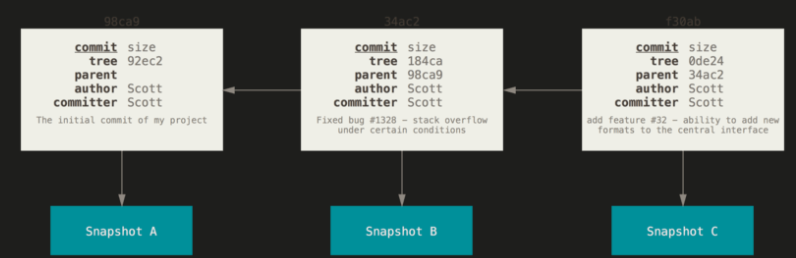 98ca9
commit size
tree 92ec2
parent
author Scott
committer Scott
The initial commit of my project
Snapshot A
34ac2
commit size
tree 184ca
parent 98ca9
author Scott
committer Scott
Fixed bug #1328 - stack overflow
under certain conditions
Snapshot B
f30ab
commit size
tree 0de24
parent 34ac2
author Scott
committer Scott
add feature #32 - ability to add new
formats to the central interface
Snapshot C